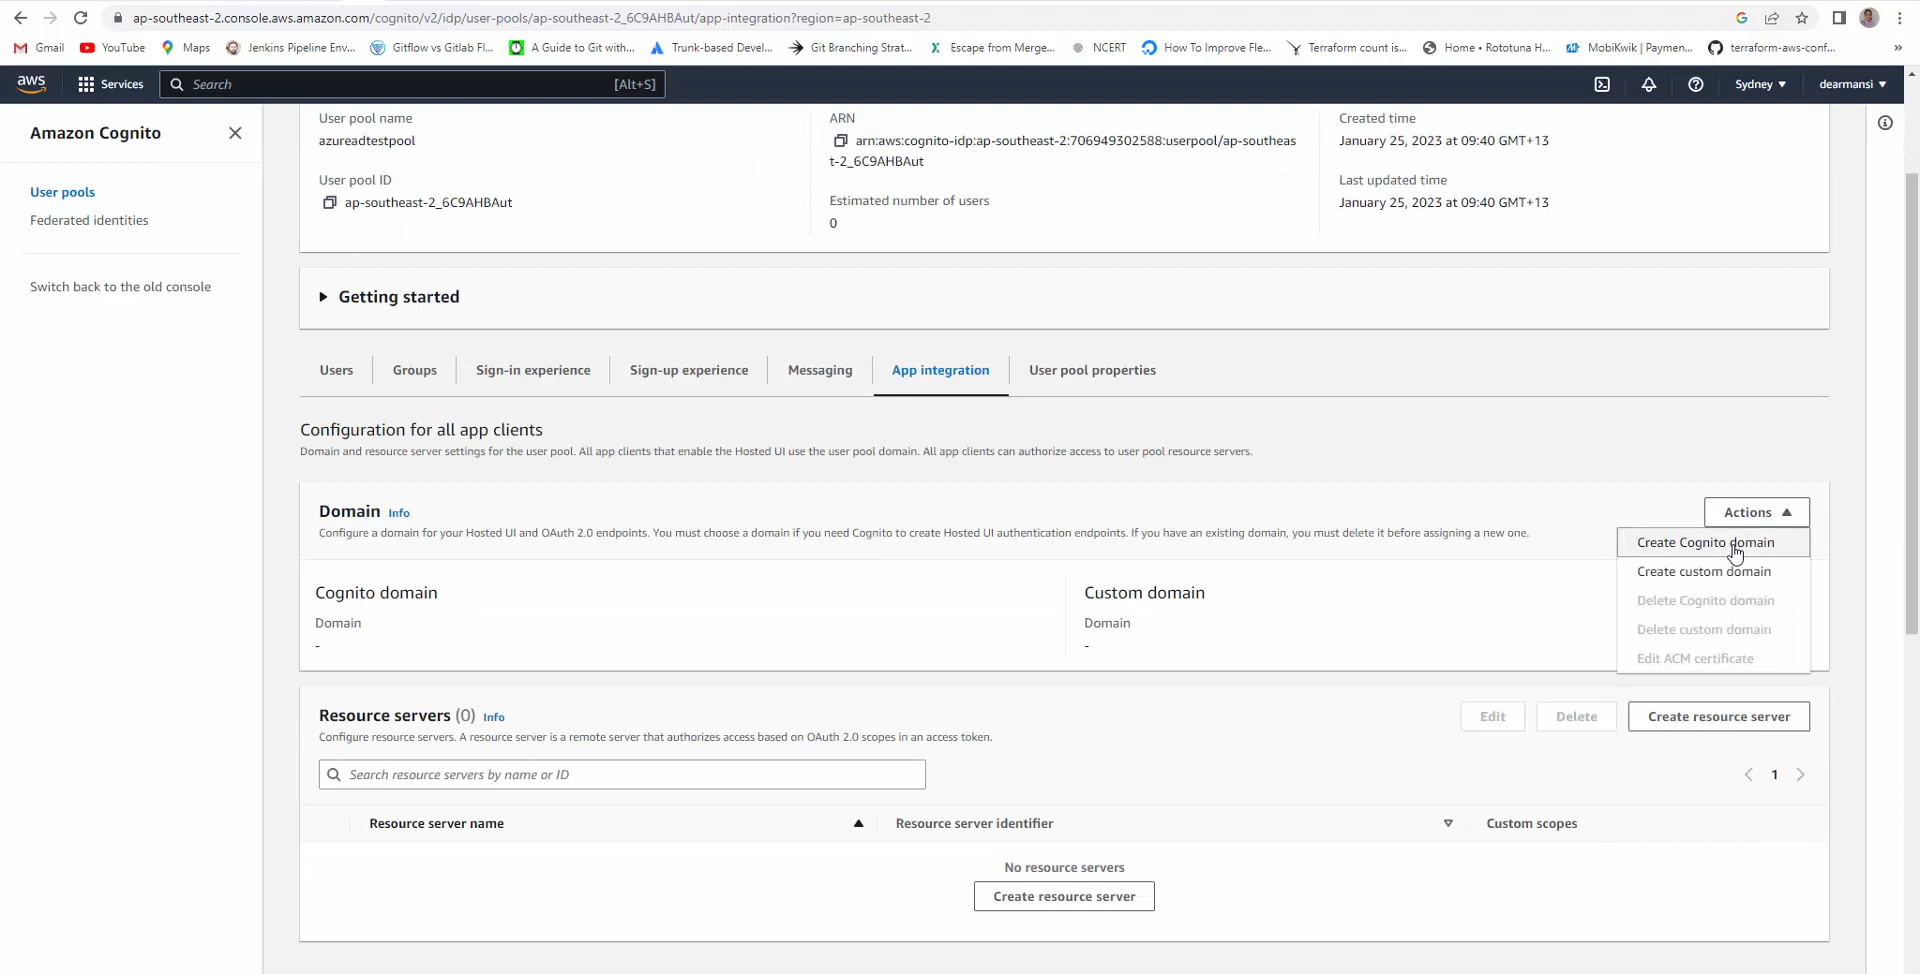 ap-southeast-2.console.aws.amazon.com/cognito/v2/idp/user-pools/ap-southeast-2_6C9AHBAut/app-integration?region=ap-southeast-2
Gmail YouTube Maps Jenkins Pipeline Env... Gitflow vs Gitlab Fl... A Guide to Git with... Trunk-based Devel... Git Branching Strat... Escape from Merge... NCERT How To Improve Fle... Terraform count is... Home • Rototuna H... MobiKwik | Paymen... terraform-aws-conf... »
aws Services Search [Alt+S] Sydney dearmansi
Amazon Cognito
User pools
Federated identities
Switch back to the old console
User pool name
azureadtestpool
User pool ID
ap-southeast-2_6C9AHBAut
ARN
arn:aws:cognito-idp:ap-southeast-2:706949302588:userpool/ap-southeas
t-2_6C9AHBAut
Estimated number of users
0
Created time
January 25, 2023 at 09:40 GMT+13
Last updated time
January 25, 2023 at 09:40 GMT+13
Getting started
Users Groups Sign-in experience Sign-up experience Messaging App integration User pool properties
Configuration for all app clients
Domain and resource server settings for the user pool. All app clients that enable the Hosted UI use the user pool domain. All app clients can authorize access to user pool resource servers.
Domain Info
Configure a domain for your Hosted UI and OAuth 2.0 endpoints. You must choose a domain if you need Cognito to create Hosted UI authentication endpoints. If you have an existing domain, you must delete it before assigning a new one.
Actions
Create Cognito domain
Create custom domain
Delete Cognito domain
Delete custom domain
Edit ACM certificate
Cognito domain
Domain
-
Custom domain
Domain
-
Resource servers (0) Info
Configure resource servers. A resource server is a remote server that authorizes access based on OAuth 2.0 scopes in an access token.
Edit Delete Create resource server
Search resource servers by name or ID
1
Resource server name Resource server identifier Custom scopes
No resource servers
Create resource server